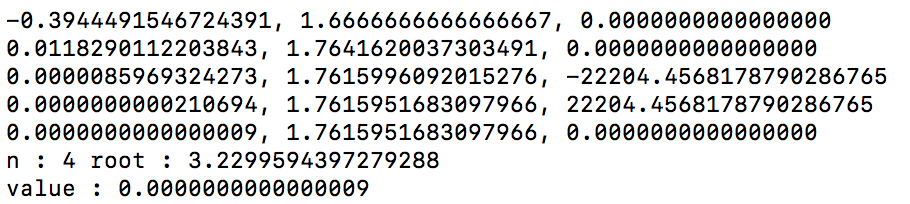 -0.3944491546724391, 1.6666666666666667, 0.0000000000000000
0.0118290112203843, 1.7641620037303491, 0.0000000000000000
0.0000085969324273, 1.7615996092015276, -22204.4568178790286765
0.0000000000210694, 1.7615951683097966, 22204.4568178790286765
0.0000000000000009, 1.7615951683097966, 0.0000000000000000
n : 4 root : 3.2299594397279288
value : 0.0000000000000009